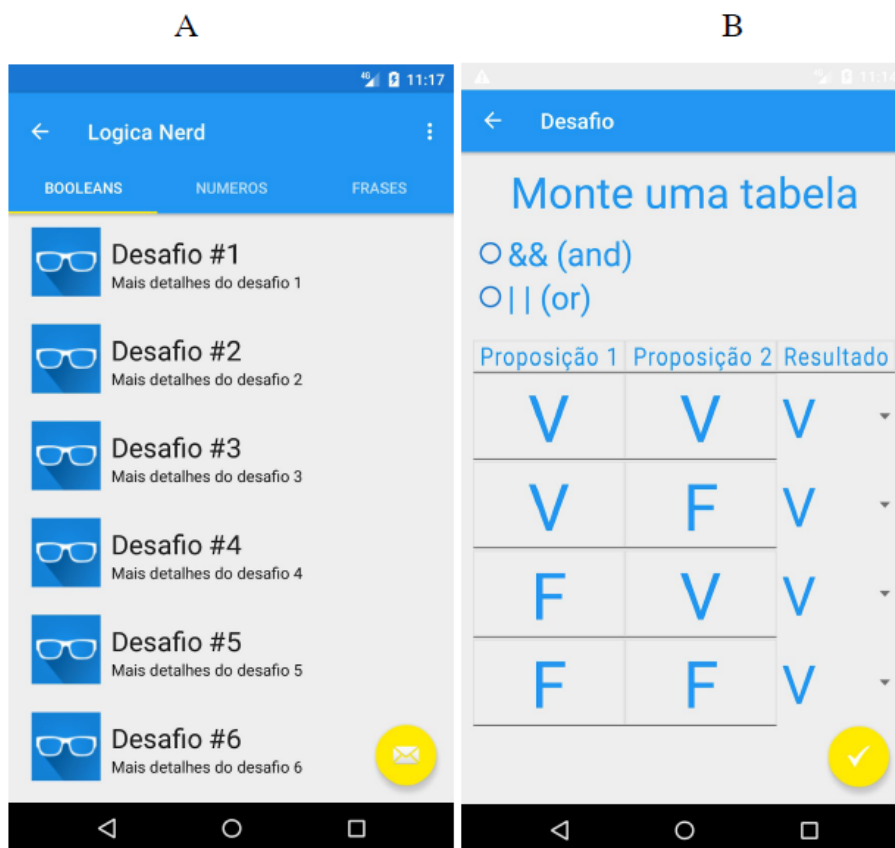 A
B
4G 11:17
Logica Nerd
BOOLEANS NUMEROS FRASES
Desafio #1
Mais detalhes do desafio 1
Desafio #2
Mais detalhes do desafio 2
Desafio #3
Mais detalhes do desafio 3
Desafio #4
Mais detalhes do desafio 4
Desafio #5
Mais detalhes do desafio 5
Desafio #6
Mais detalhes do desafio 6
Desafio
Monte uma tabela
&& (and)
|| (or)
Proposição 1 Proposição 2 Resultado
V V V
V F V
F V V
F F V